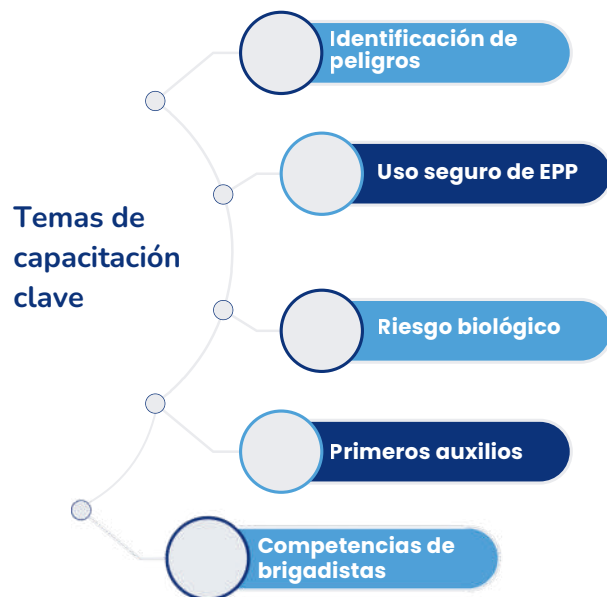 Identificación de
peligros
Uso seguro de EPP
Temas de
capacitación
clave
Riesgo biológico
Primeros auxilios
Competencias de
brigadistas